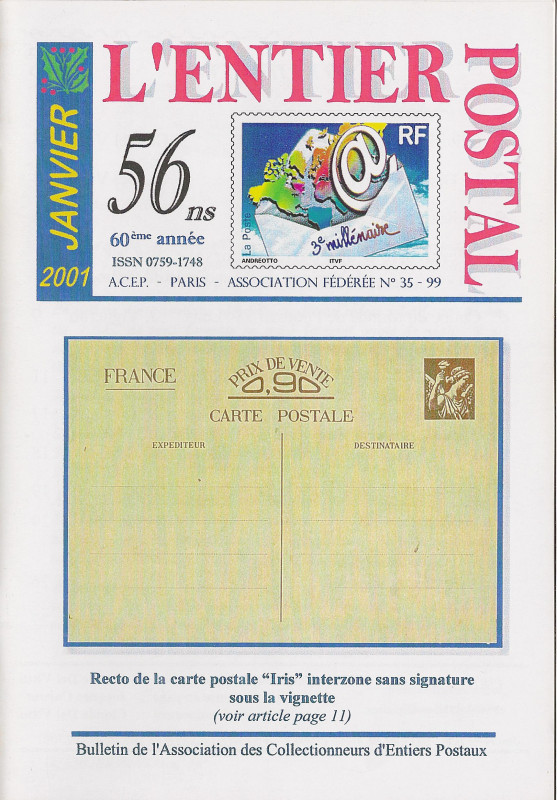 L'ENTIER
POSTAL
JANVIER
2001
56 ns
60ème année
ISSN 0759-1748
RF
@
3e millénaire
La Poste
ANDREOTTO ITVF
A.C.E.P. - PARIS - ASSOCIATION FÉDÉRÉE N° 35 - 99
FRANCE
PRIX DE VENTE
0,90
CARTE POSTALE
EXPEDITEUR DESTINATAIRE
Recto de la carte postale "Iris" interzone sans signature
sous la vignette
(voir article page 11)
Bulletin de l'Association des Collectionneurs d'Entiers Postaux